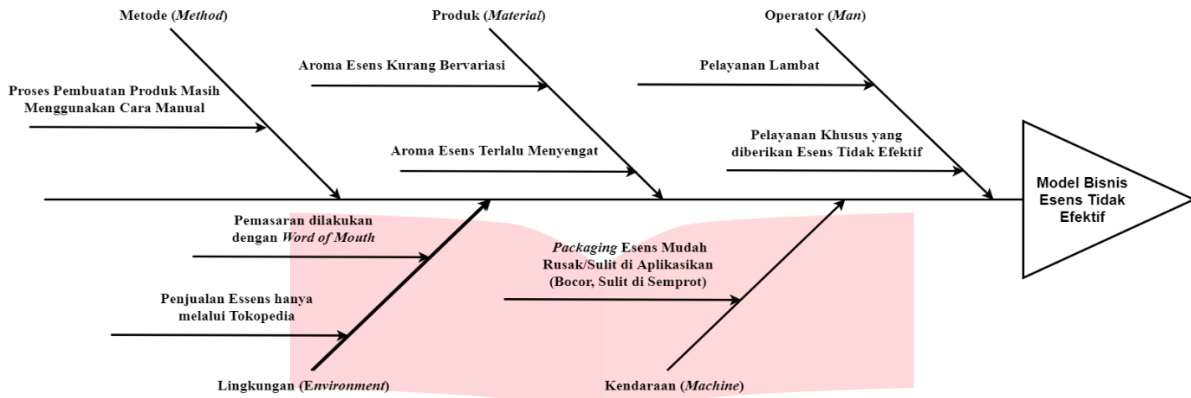 Metode (Method)
Produk (Material)
Operator (Man)
Proses Pembuatan Produk Masih
Menggunakan Cara Manual
Aroma Esens Kurang Bervariasi
Aroma Esens Terlalu Menyengat
Pelayanan Lambat
Pelayanan Khusus yang
diberikan Esens Tidak Efektif
Model Bisnis
Esens Tidak
Efektif
Pemasaran dilakukan
dengan Word of Mouth
Penjualan Essens hanya
melalui Tokopedia
Packaging Esens Mudah
Rusak/Sulit di Aplikasikan
(Bocor, Sulit di Semprot)
Lingkungan (Environment)
Kendaraan (Machine)